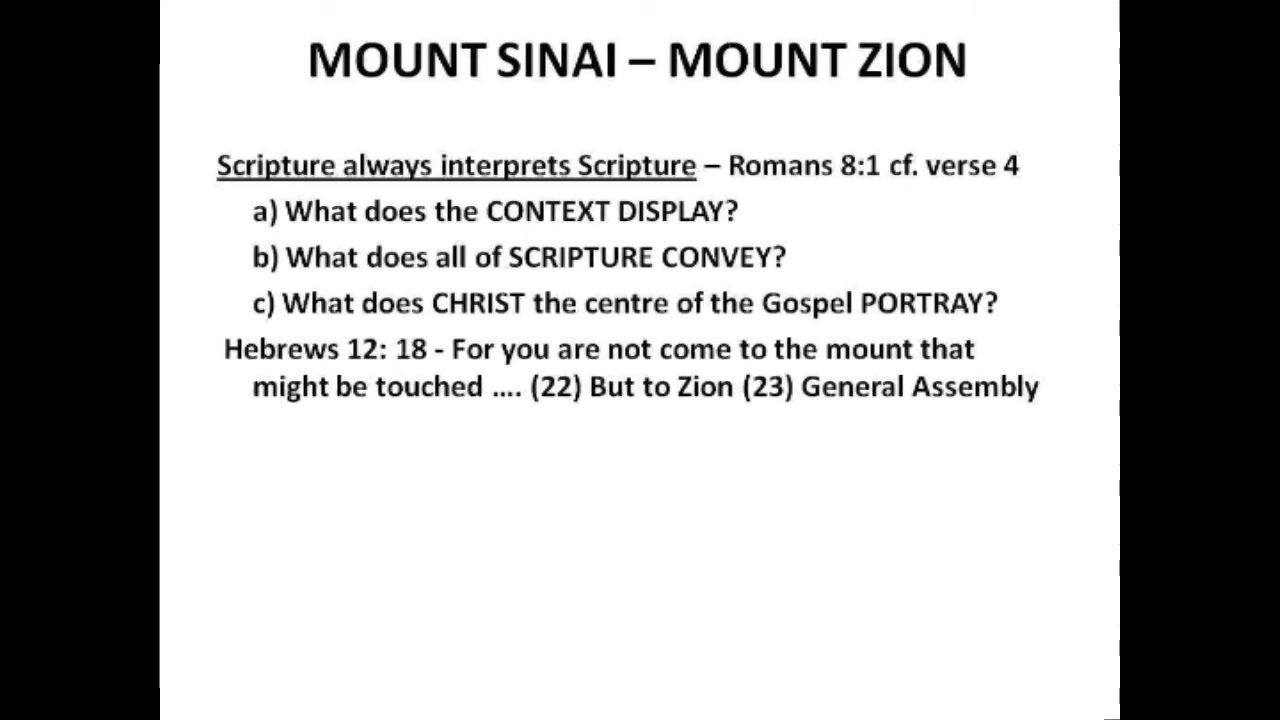 MOUNT SINAI – MOUNT ZION
Scripture always interprets Scripture – Romans 8:1 cf. verse 4
a) What does the CONTEXT DISPLAY?
b) What does all of SCRIPTURE CONVEY?
c) What does CHRIST the centre of the Gospel PORTRAY?
Hebrews 12: 18 - For you are not come to the mount that
might be touched .... (22) But to Zion (23) General Assembly